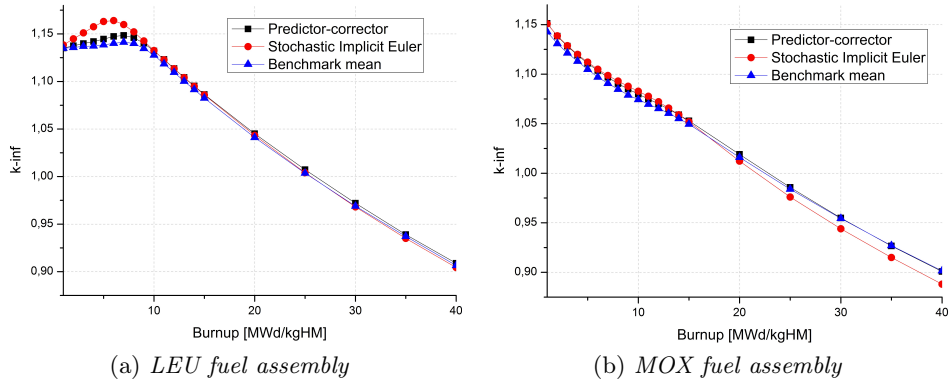 Predictor-corrector
Stochastic Implicit Euler
Benchmark mean
1,15
1,10
1,05
1,00
0,95
0,90
k-inf
10
20
30
40
Burnup [MWd/kgHM]
(a) LEU fuel assembly
Predictor-corrector
Stochastic Implicit Euler
Benchmark mean
1,15
1,10
1,05
1,00
0,95
0,90
k-inf
10
20
30
40
Burnup [MWd/kgHM]
(b) MOX fuel assembly